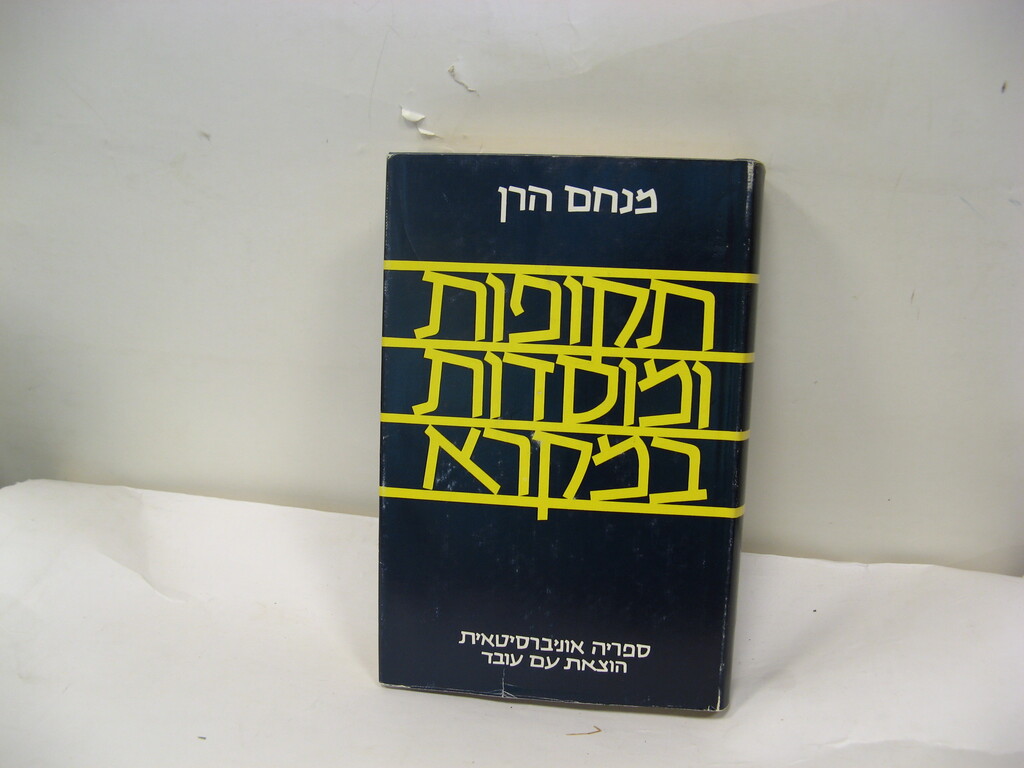 מנחם הרן
תקופות
ומוסדות
במקרא
ספריה אוניברסיטאית
הוצאת עם עובד